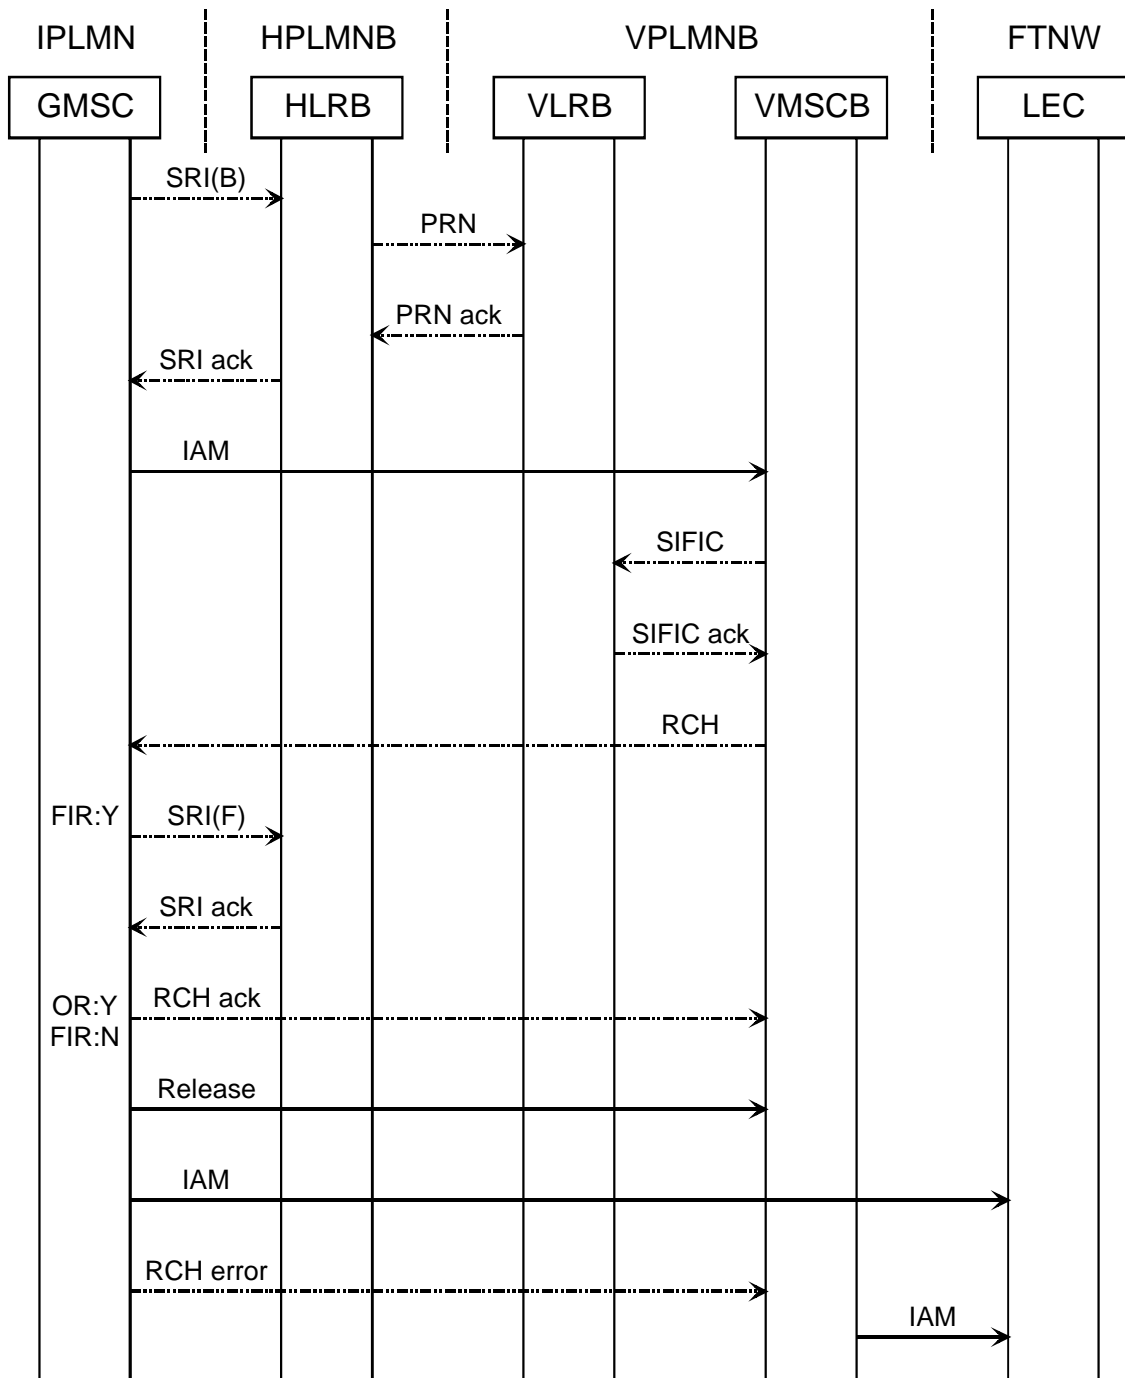 IPLMN HPLMNB VPLMNB FTNW
GMSC HLRB VLRB VMSCB LEC
SRI(B)
PRN
PRN ack
SRI ack
IAM
SIFIC
SIFIC ack
RCH
FIR:Y SRI(F)
SRI ack
OR:Y RCH ack
FIR:N
Release
IAM
RCH error
IAM